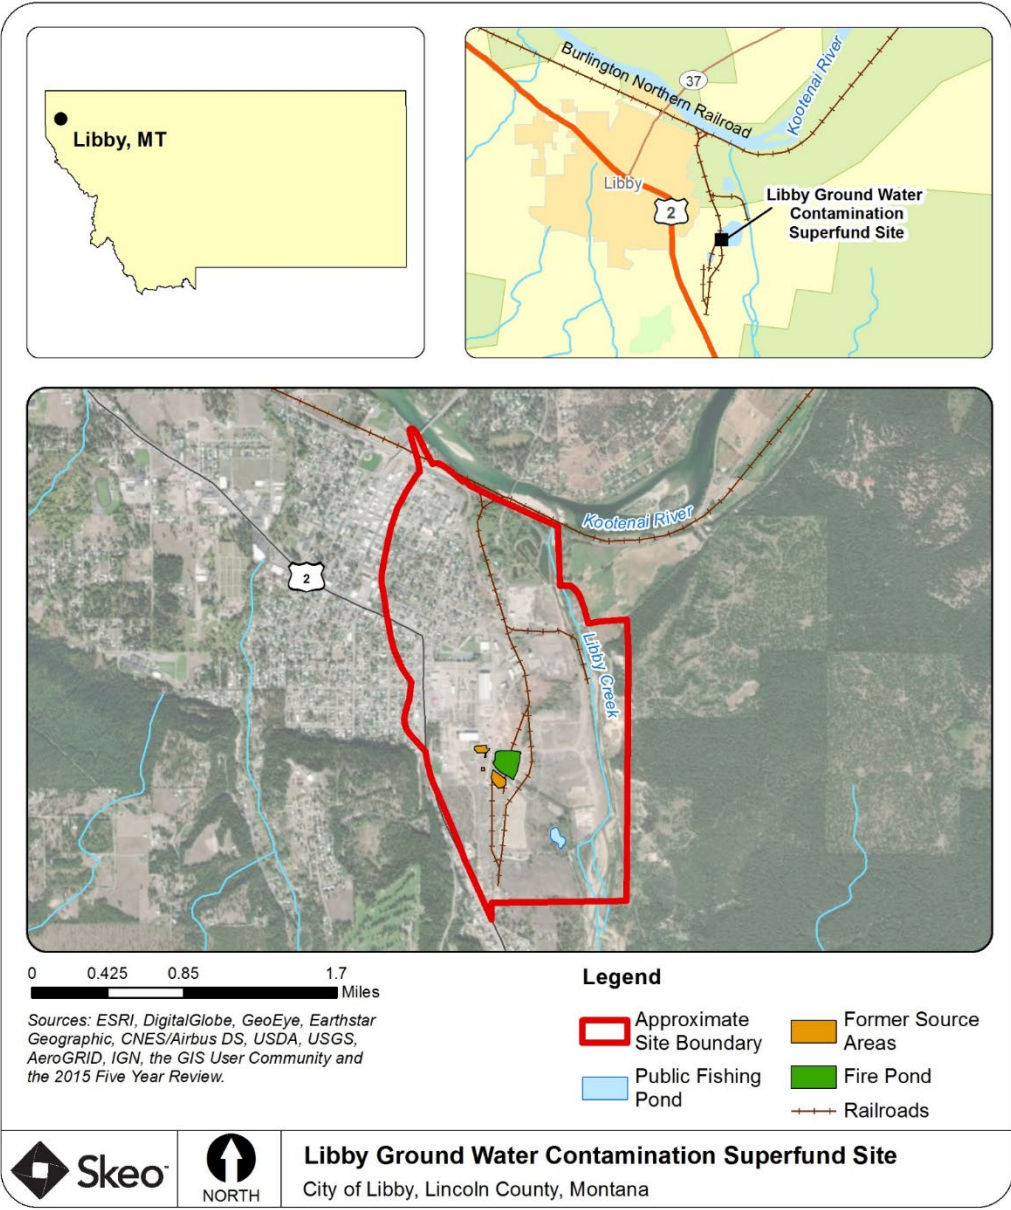 Libby, MT
Burlington Northern Railroad
37
Kootenai River
Libby
2
Libby Ground Water
Contamination
Superfund Site
2
Kootenai River
Libby Creek
0 0.425 0.85 1.7
Miles
Sources: ESRI, DigitalGlobe, GeoEye, Earthstar
Geographic, CNES/Airbus DS, USDA, USGS,
AeroGRID, IGN, the GIS User Community and
the 2015 Five Year Review.
Legend
Approximate
Site Boundary
Public Fishing
Pond
Former Source
Areas
Fire Pond
Railroads
Skeo
NORTH
Libby Ground Water Contamination Superfund Site
City of Libby, Lincoln County, Montana